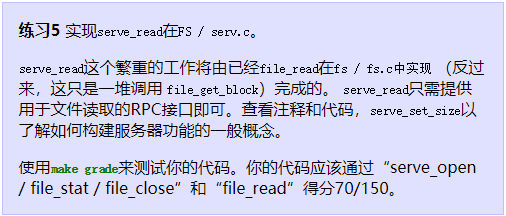 练习5 实现serve_read在FS / serv.c。
serve_read这个繁重的工作将由已经file_read在fs / fs.c中实现 （反过
来，这只是一堆调用 file_get_block）完成的。 serve_read只需提供
用于文件读取的RPC接口即可。查看注释和代码，serve_set_size以
了解如何构建服务器功能的一般概念。
使用make grade来测试你的代码。你的代码应该通过“serve_open
/ file_stat / file_close”和“file_read”得分70/150。